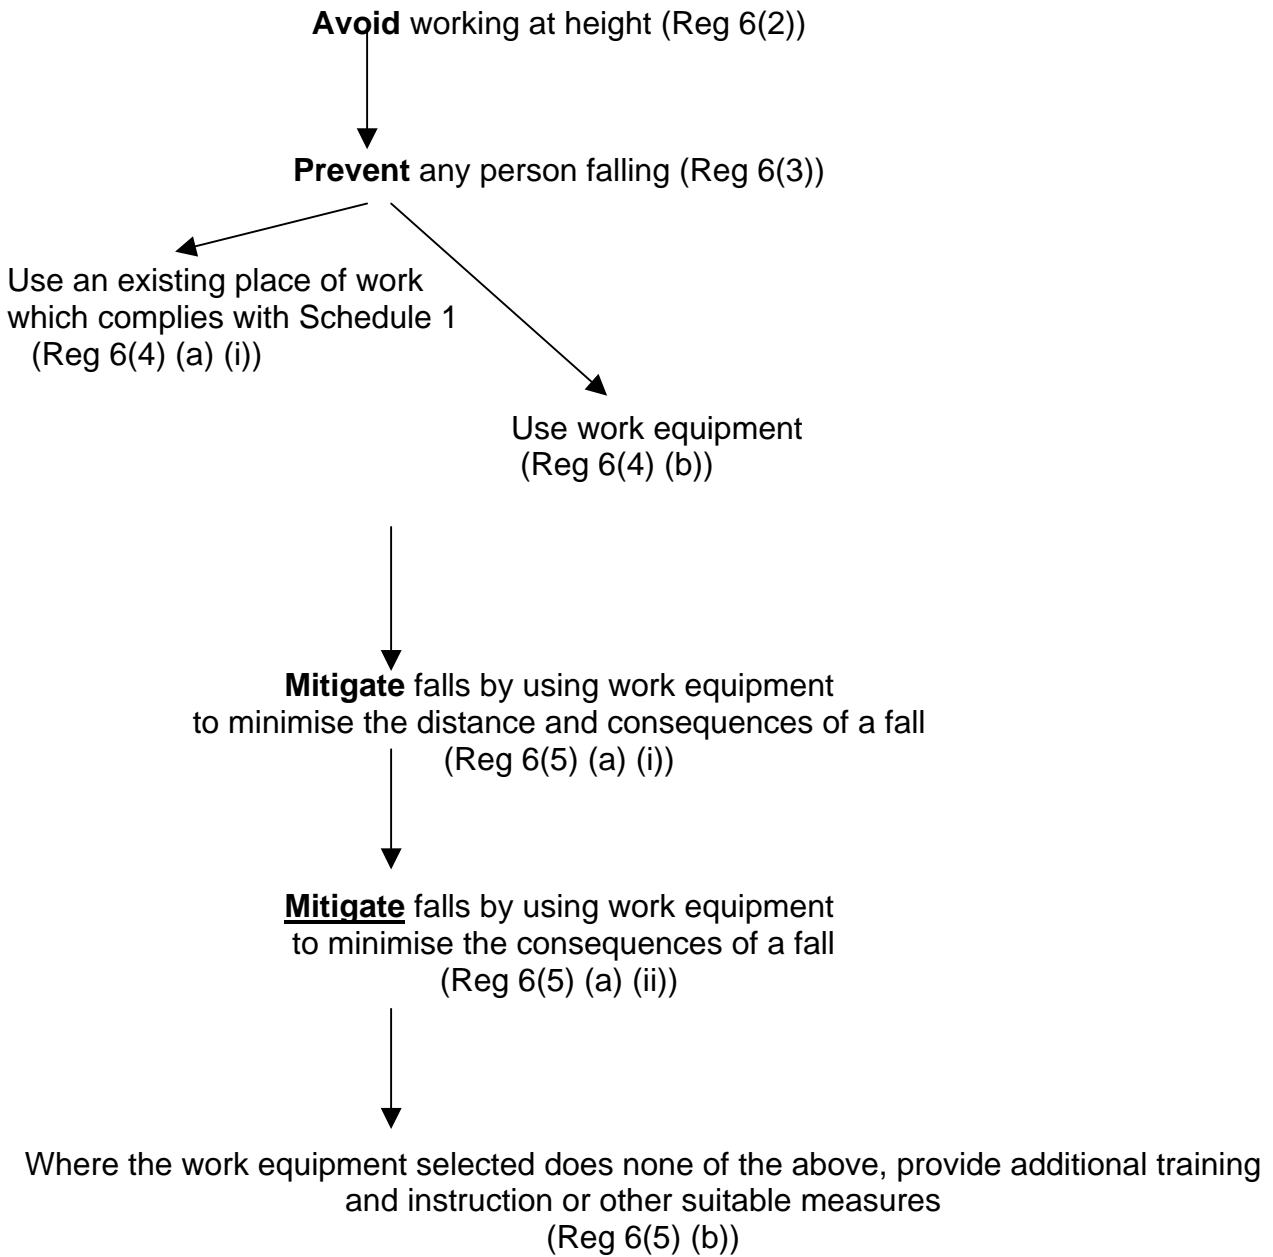 Avoid working at height (Reg 6(2))
Prevent any person falling (Reg 6(3))
Use an existing place of work
which complies with Schedule 1
(Reg 6(4) (a) (i))
Use work equipment
(Reg 6(4) (b))
Mitigate falls by using work equipment
to minimise the distance and consequences of a fall
(Reg 6(5) (a) (i))
Mitigate falls by using work equipment
to minimise the consequences of a fall
(Reg 6(5) (a) (ii))
Where the work equipment selected does none of the above, provide additional training
and instruction or other suitable measures
(Reg 6(5) (b))